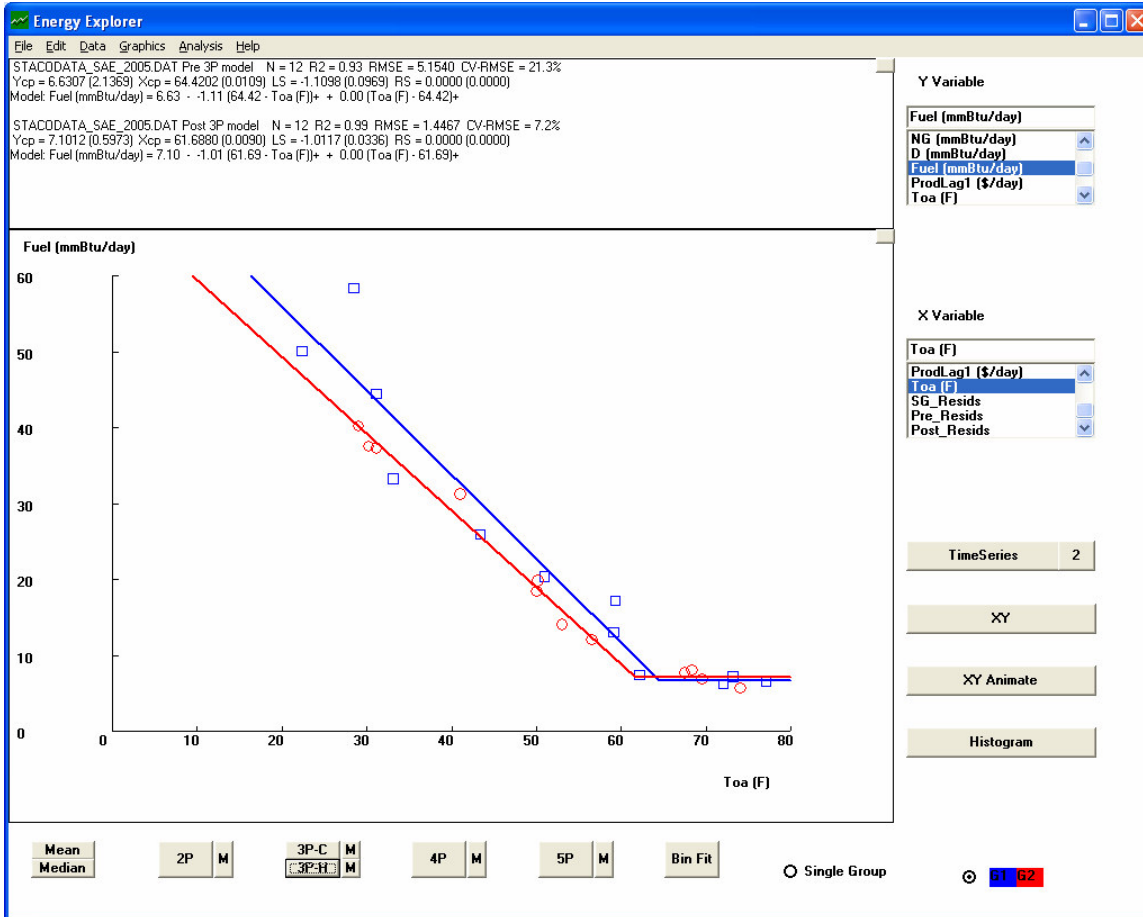 Energy Explorer
File Edit Data Graphics Analysis Help
STACODATA_SAE_2005.DAT Pre 3P model N = 12 R2 = 0.93 RMSE = 5.1540 CV-RMSE = 21.3%
Ycp = 6.6307 (2.1369) Xcp = 64.4202 (0.0109) LS = -1.1098 (0.0969) RS = 0.0000 (0.0000)
Model: Fuel (mmBtu/day) = 6.63 - -1.11 (64.42 - Toa (F))+ + 0.00 (Toa (F) - 64.42)+
STACODATA_SAE_2005.DAT Post 3P model N = 12 R2 = 0.99 RMSE = 1.4467 CV-RMSE = 7.2%
Ycp = 7.1012 (0.5973) Xcp = 61.6880 (0.0090) LS = -1.0117 (0.0336) RS = 0.0000 (0.0000)
Model: Fuel (mmBtu/day) = 7.10 - -1.01 (61.69 - Toa (F))+ + 0.00 (Toa (F) - 61.69)+
Fuel (mmBtu/day)
60
50
40
30
20
10
0
0 10 20 30 40 50 60 70 80
Toa (F)
Y Variable
Fuel (mmBtu/day)
NG (mmBtu/day)
D (mmBtu/day)
Fuel (mmBtu/day)
ProdLag1 ($/day)
Toa (F)
X Variable
Toa (F)
ProdLag1 ($/day)
Toa (F)
SG_Resids
Pre_Resids
Post_Resids
TimeSeries 2
XY
XY Animate
Histogram
Mean
Median
2P M
3P-C M
3P-H M
4P M
5P M
Bin Fit
Single Group
G1 G2